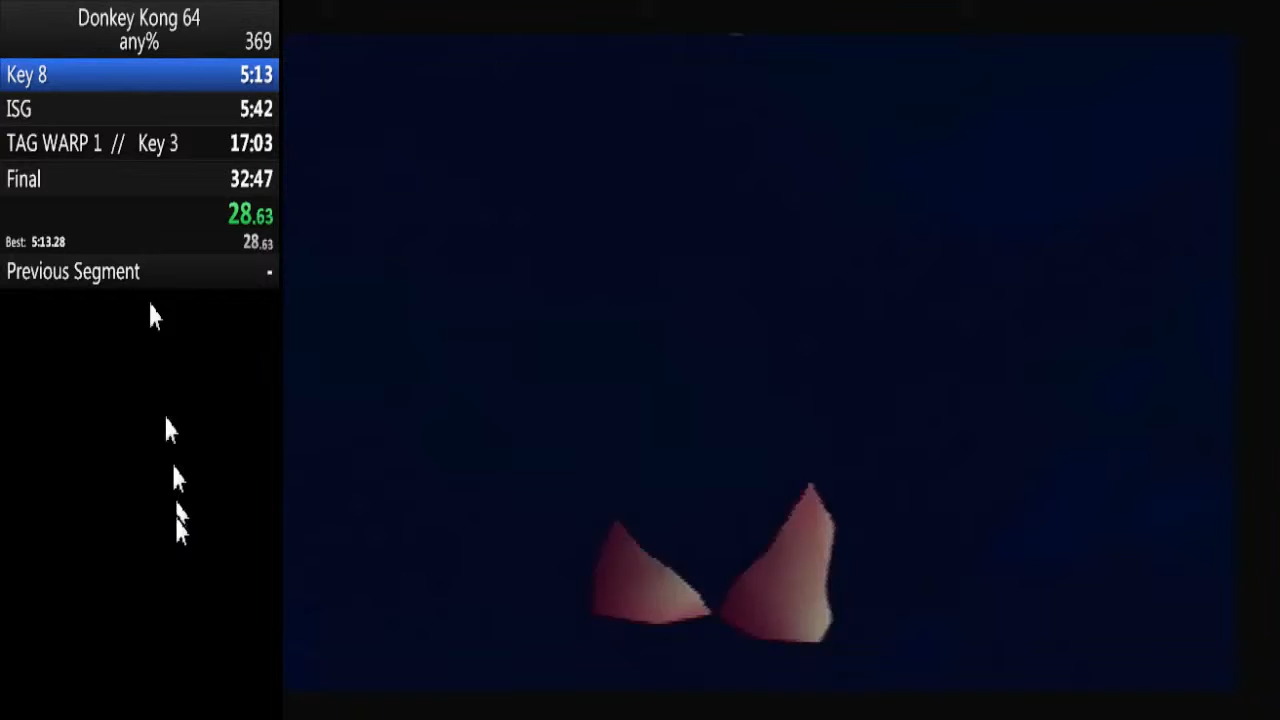 Donkey Kong 64
any% 369
Key 8 5:13
ISG 5:42
TAG WARP 1 // Key 3 17:03
Final 32:47
28.63
Best: 5:13.28 28.63
Previous Segment -